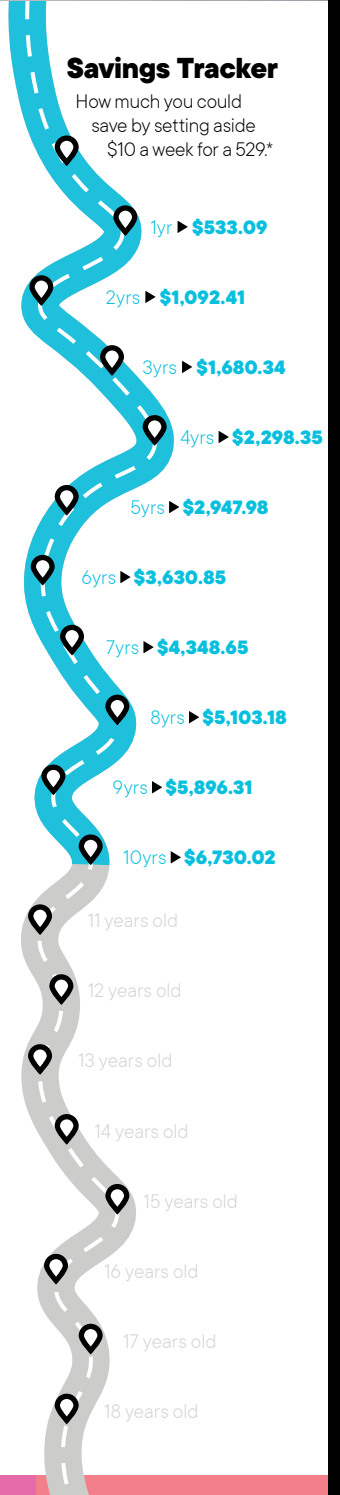 Savings Tracker
How much you could
save by setting aside
$10 a week for a 529.*
1yr ▶ $533.09
2yrs ▶ $1,092.41
3yrs ▶ $1,680.34
4yrs ▶ $2,298.35
5yrs ▶ $2,947.98
6yrs ▶ $3,630.85
7yrs ▶ $4,348.65
8yrs ▶ $5,103.18
9yrs ▶ $5,896.31
10yrs ▶ $6,730.02
11 years old
12 years old
13 years old
14 years old
15 years old
16 years old
17 years old
18 years old